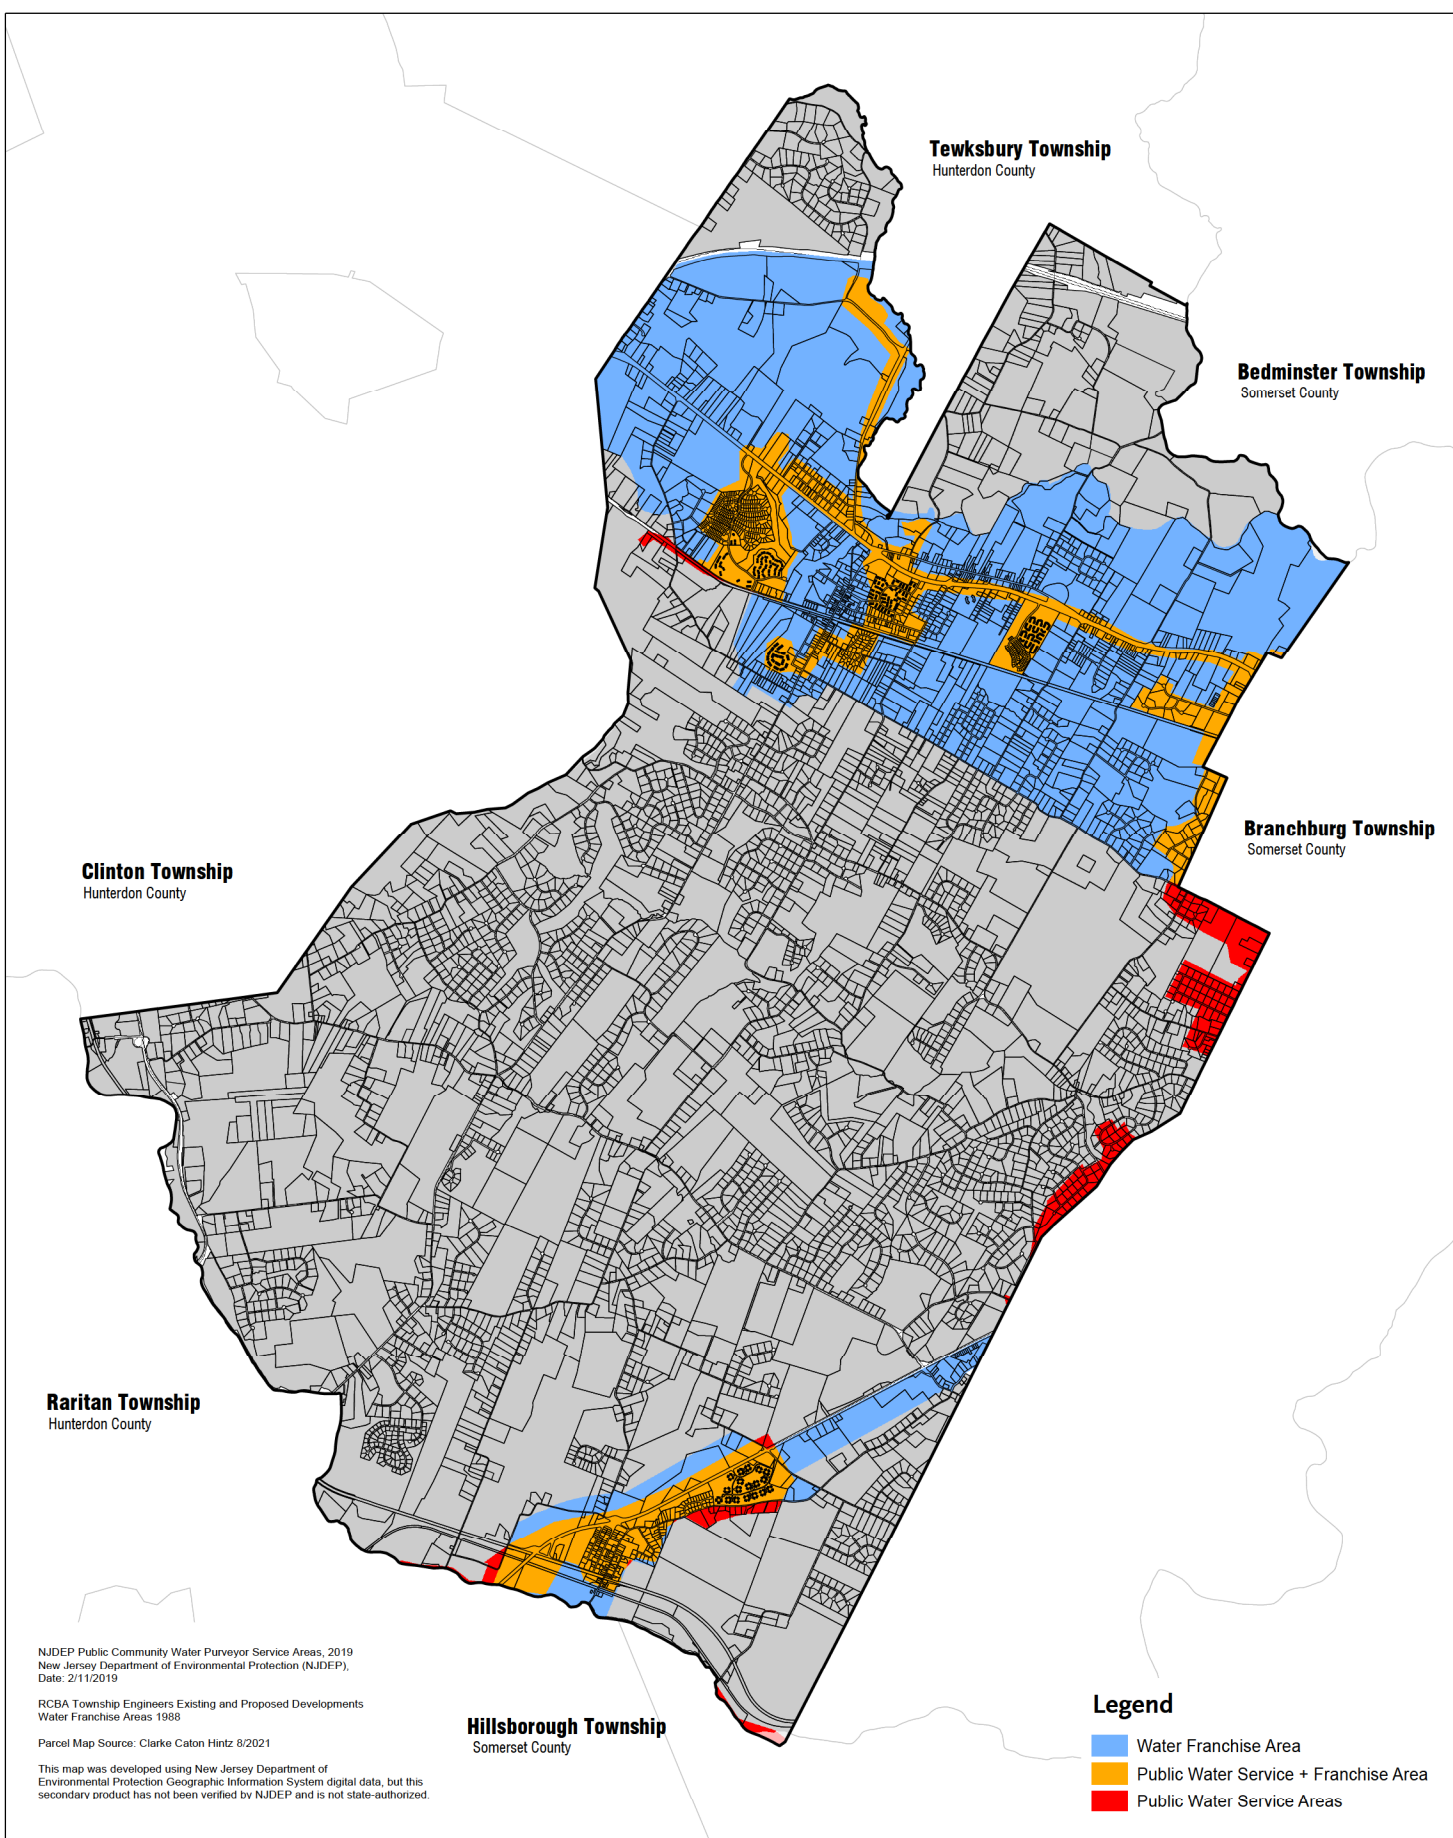 Tewksbury Township
Hunterdon County
Bedminster Township
Somerset County
Branchburg Township
Somerset County
Clinton Township
Hunterdon County
Raritan Township
Hunterdon County
Hillsborough Township
Somerset County
NJDEP Public Community Water Purveyor Service Areas, 2019
New Jersey Department of Environmental Protection (NJDEP),
Date: 2/11/2019
RCBA Township Engineers Existing and Proposed Developments
Water Franchise Areas 1988
Parcel Map Source: Clarke Caton Hintz 8/2021
This map was developed using New Jersey Department of
Environmental Protection Geographic Information System digital data, but this
secondary product has not been verified by NJDEP and is not state-authorized.
Legend
Water Franchise Area
Public Water Service + Franchise Area
Public Water Service Areas